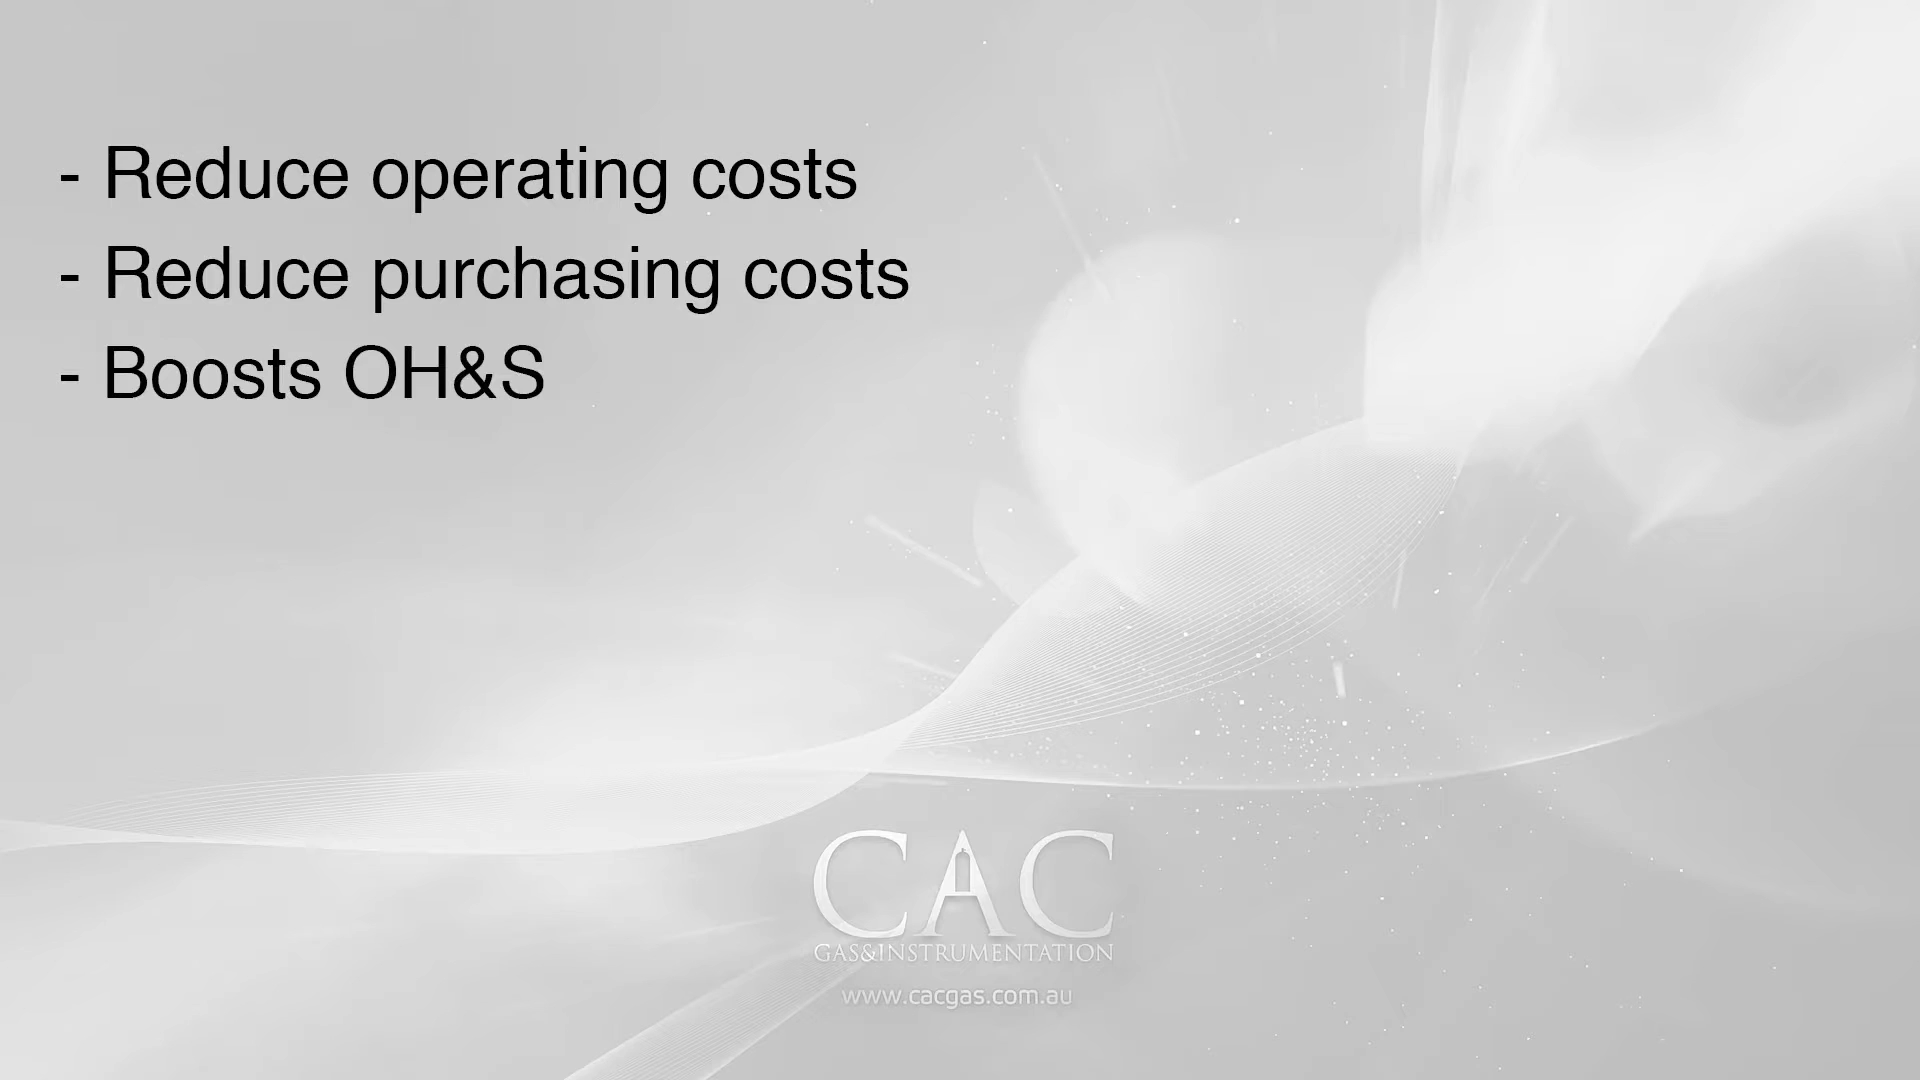 - Reduce operating costs
- Reduce purchasing costs
- Boosts OH&S
CAC
GAS&INSTRUMENTATION
www.cacgas.com.au